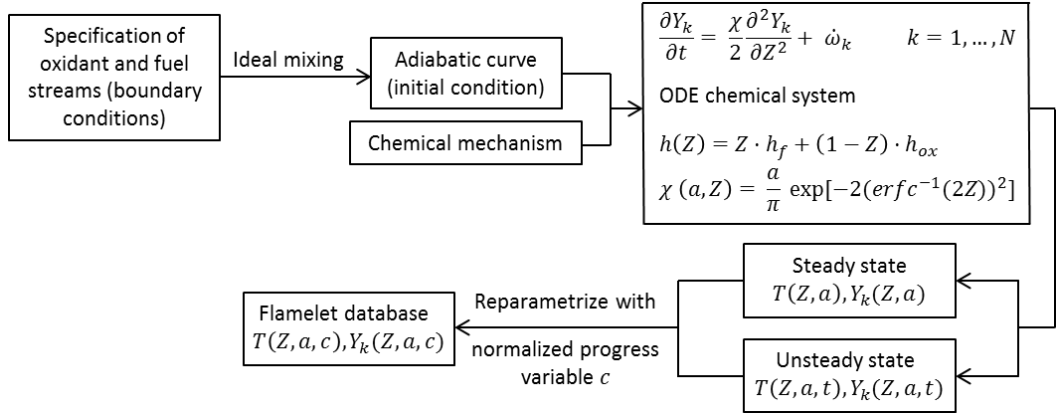 Specification of
oxidant and fuel
streams (boundary
conditions)
Ideal mixing
Adiabatic curve
(initial condition)
Chemical mechanism
∂Y_k/∂t = χ/2 ∂²Y_k/∂Z² + ω̇_k k = 1, … , N
ODE chemical system
h(Z) = Z · h_f + (1 − Z) · h_ox
χ (a, Z) = a/π exp[−2(erfc⁻¹(2Z))²]
Steady state
T(Z, a), Y_k(Z, a)
Unsteady state
T(Z, a, t), Y_k(Z, a, t)
Reparametrize with
normalized progress
variable c
Flamelet database
T(Z, a, c), Y_k(Z, a, c)